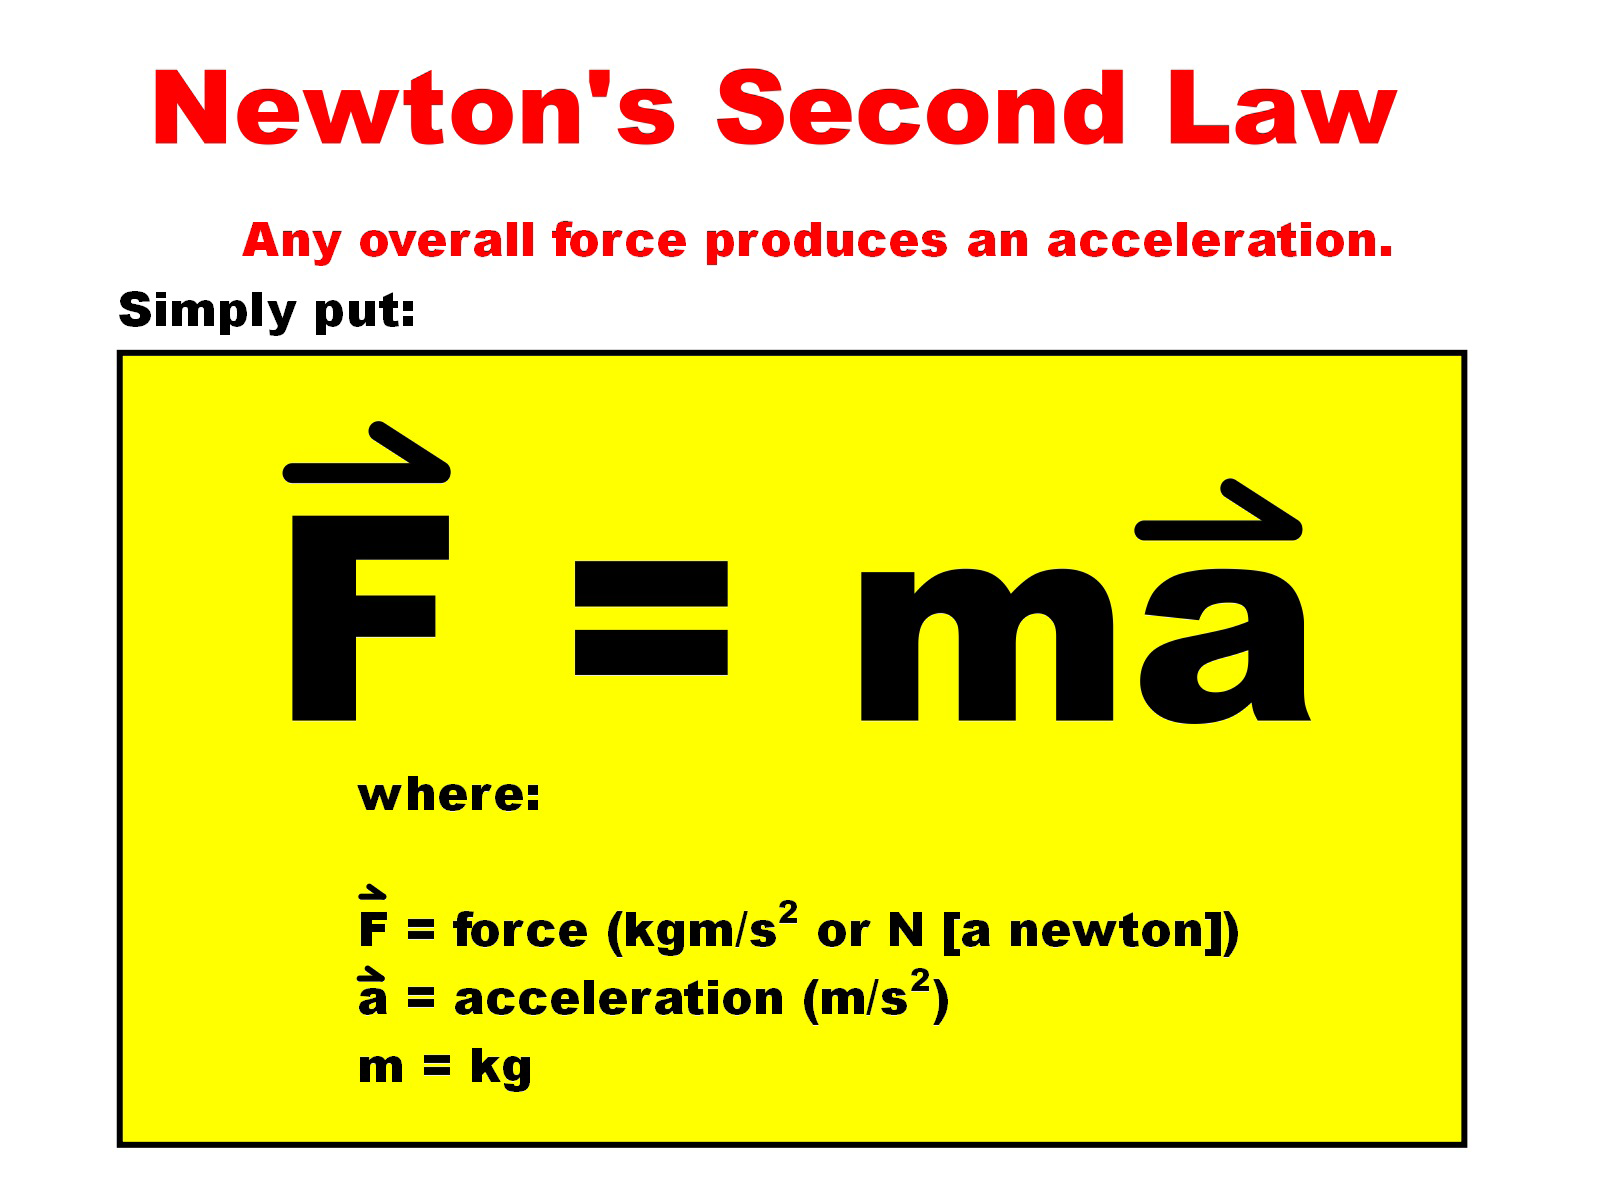 Newton's Second Law
Any overall force produces an acceleration.
Simply put:
F⃗ = ma⃗
where:
F⃗ = force (kgm/s² or N [a newton])
a⃗ = acceleration (m/s²)
m = kg